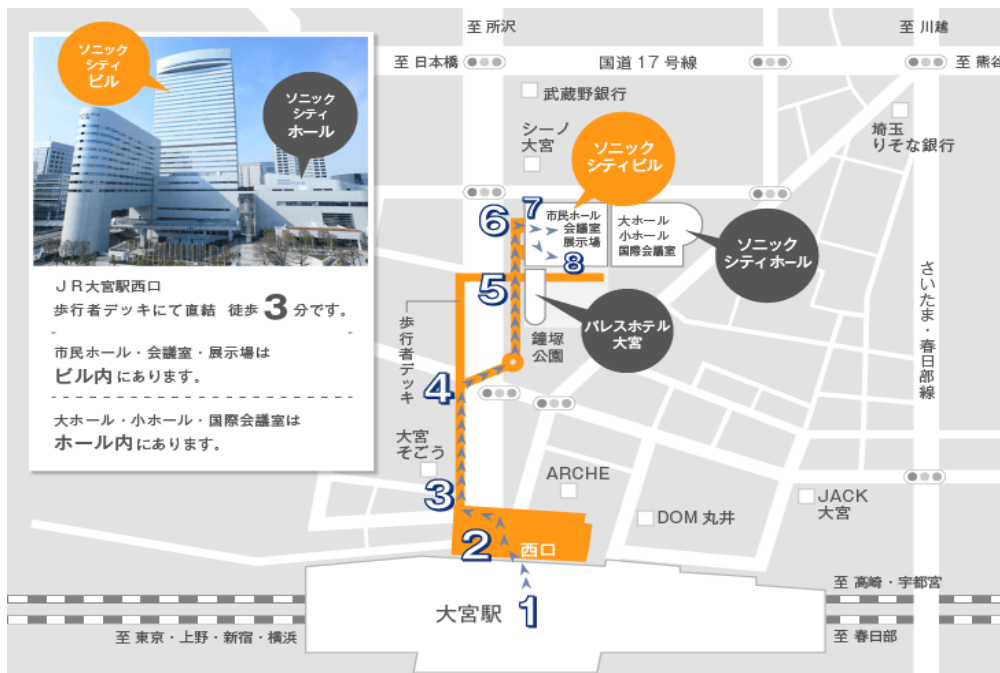 ソニック
シティ
ビル
ソニック
シティ
ホール
JR大宮駅西口
歩行者デッキにて直結 徒歩3分です。
市民ホール・会議室・展示場は
ビル内にあります。
大ホール・小ホール・国際会議室は
ホール内にあります。
至 所沢
至 川越
至 日本橋
国道17号線
至 熊谷
武蔵野銀行
シーノ
大宮
ソニック
シティビル
埼玉
りそな銀行
6
7
市民ホール
会議室
展示場
8
大ホール
小ホール
国際会議室
ソニック
シティホール
5
パレスホテル
大宮
鐘塚
公園
歩行者デッキ
さいたま・春日部線
4
大宮
そごう
3
ARCHE
JACK
大宮
DOM 丸井
2
西口
1
大宮駅
至 高崎・宇都宮
至 東京・上野・新宿・横浜
至 春日部